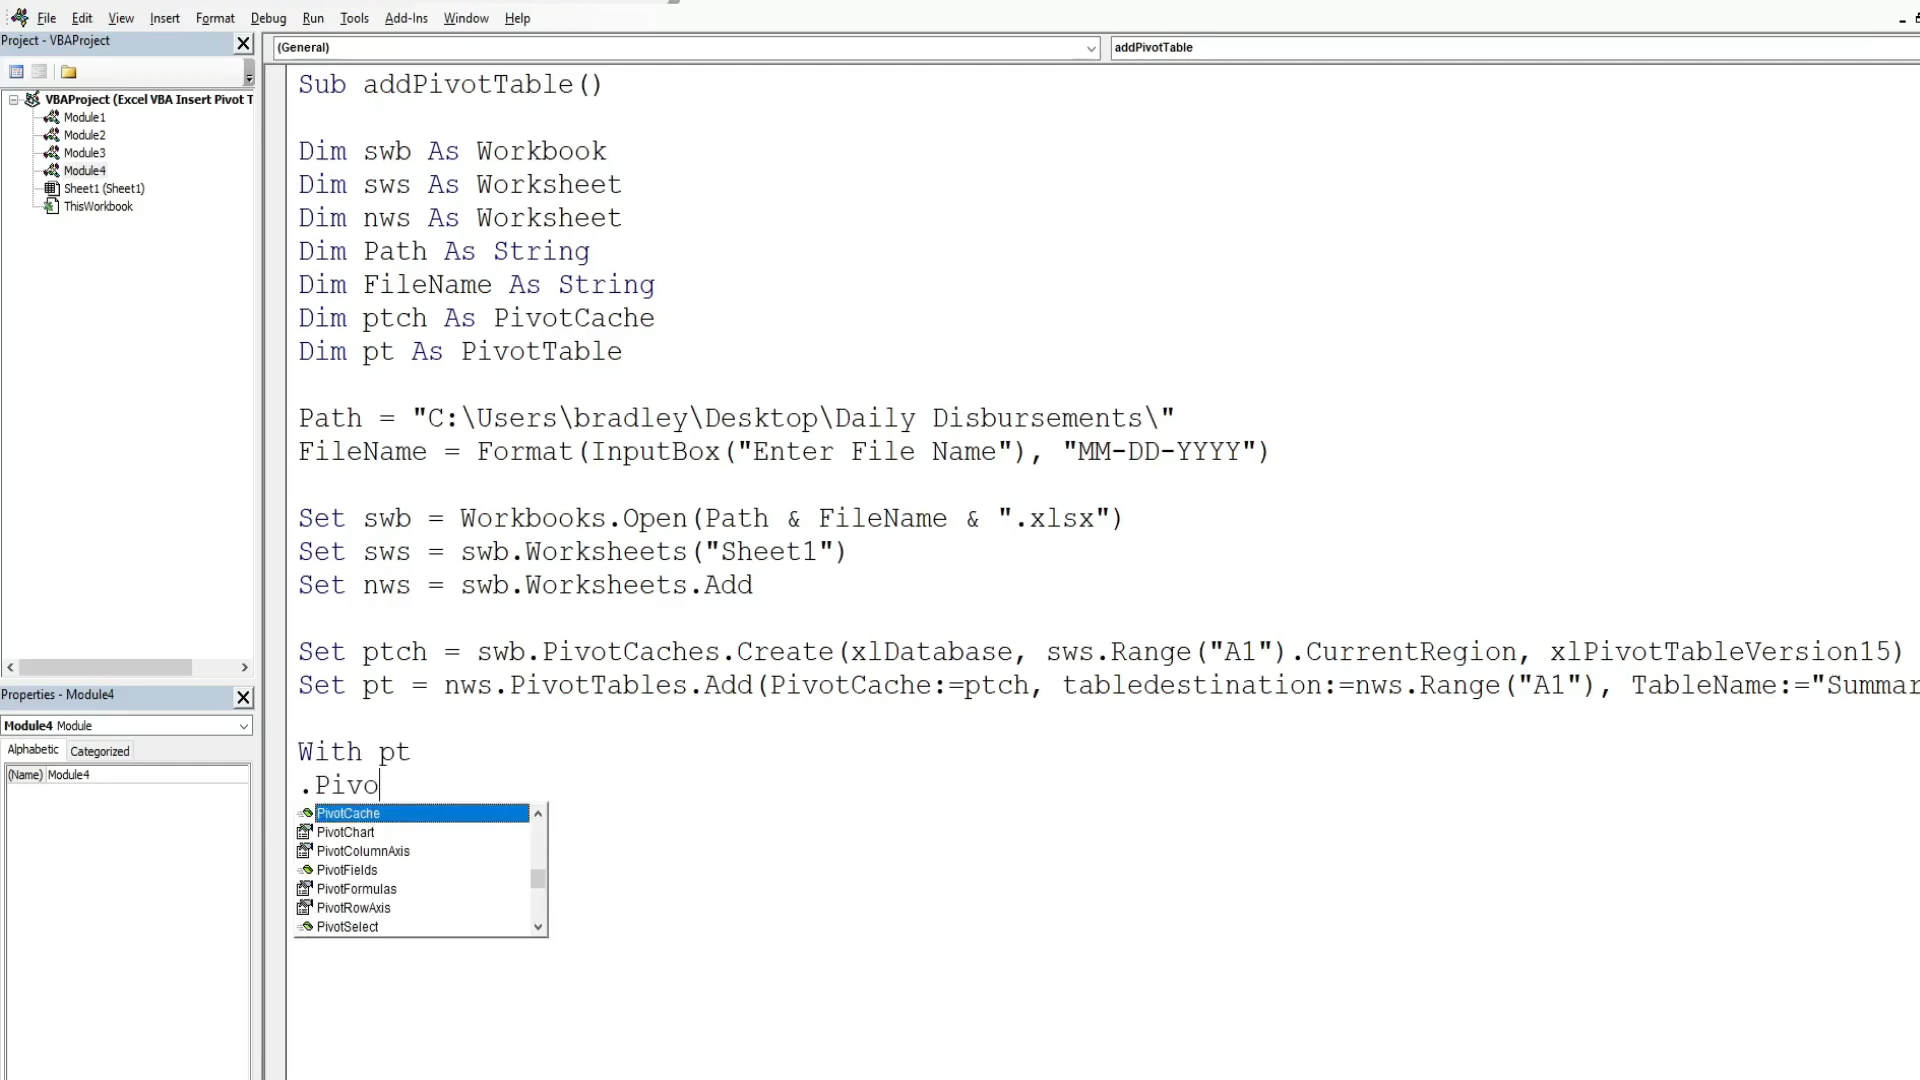 File Edit View Insert Format Debug Run Tools Add-Ins Window Help
Project - VBAProject
(General)
addPivotTable
VBAProject (Excel VBA Insert Pivot T
Module1
Module2
Module3
Module4
Sheet1 (Sheet1)
ThisWorkbook
Properties - Module4
Module4 Module
Alphabetic Categorized
(Name) Module4
Sub addPivotTable()
Dim swb As Workbook
Dim sws As Worksheet
Dim nws As Worksheet
Dim Path As String
Dim FileName As String
Dim ptch As PivotCache
Dim pt As PivotTable
Path = "C:\Users\bradley\Desktop\Daily Disbursements\"
FileName = Format(InputBox("Enter File Name"), "MM-DD-YYYY")
Set swb = Workbooks.Open(Path & FileName & ".xlsx")
Set sws = swb.Worksheets("Sheet1")
Set nws = swb.Worksheets.Add
Set ptch = swb.PivotCaches.Create(xlDatabase, sws.Range("A1").CurrentRegion, xlPivotTableVersion15)
Set pt = nws.PivotTables.Add(PivotCache:=ptch, tabledestination:=nws.Range("A1"), TableName:="Summar
With pt
.Pivo
PivotCache
PivotChart
PivotColumnAxis
PivotFields
PivotFormulas
PivotRowAxis
PivotSelect